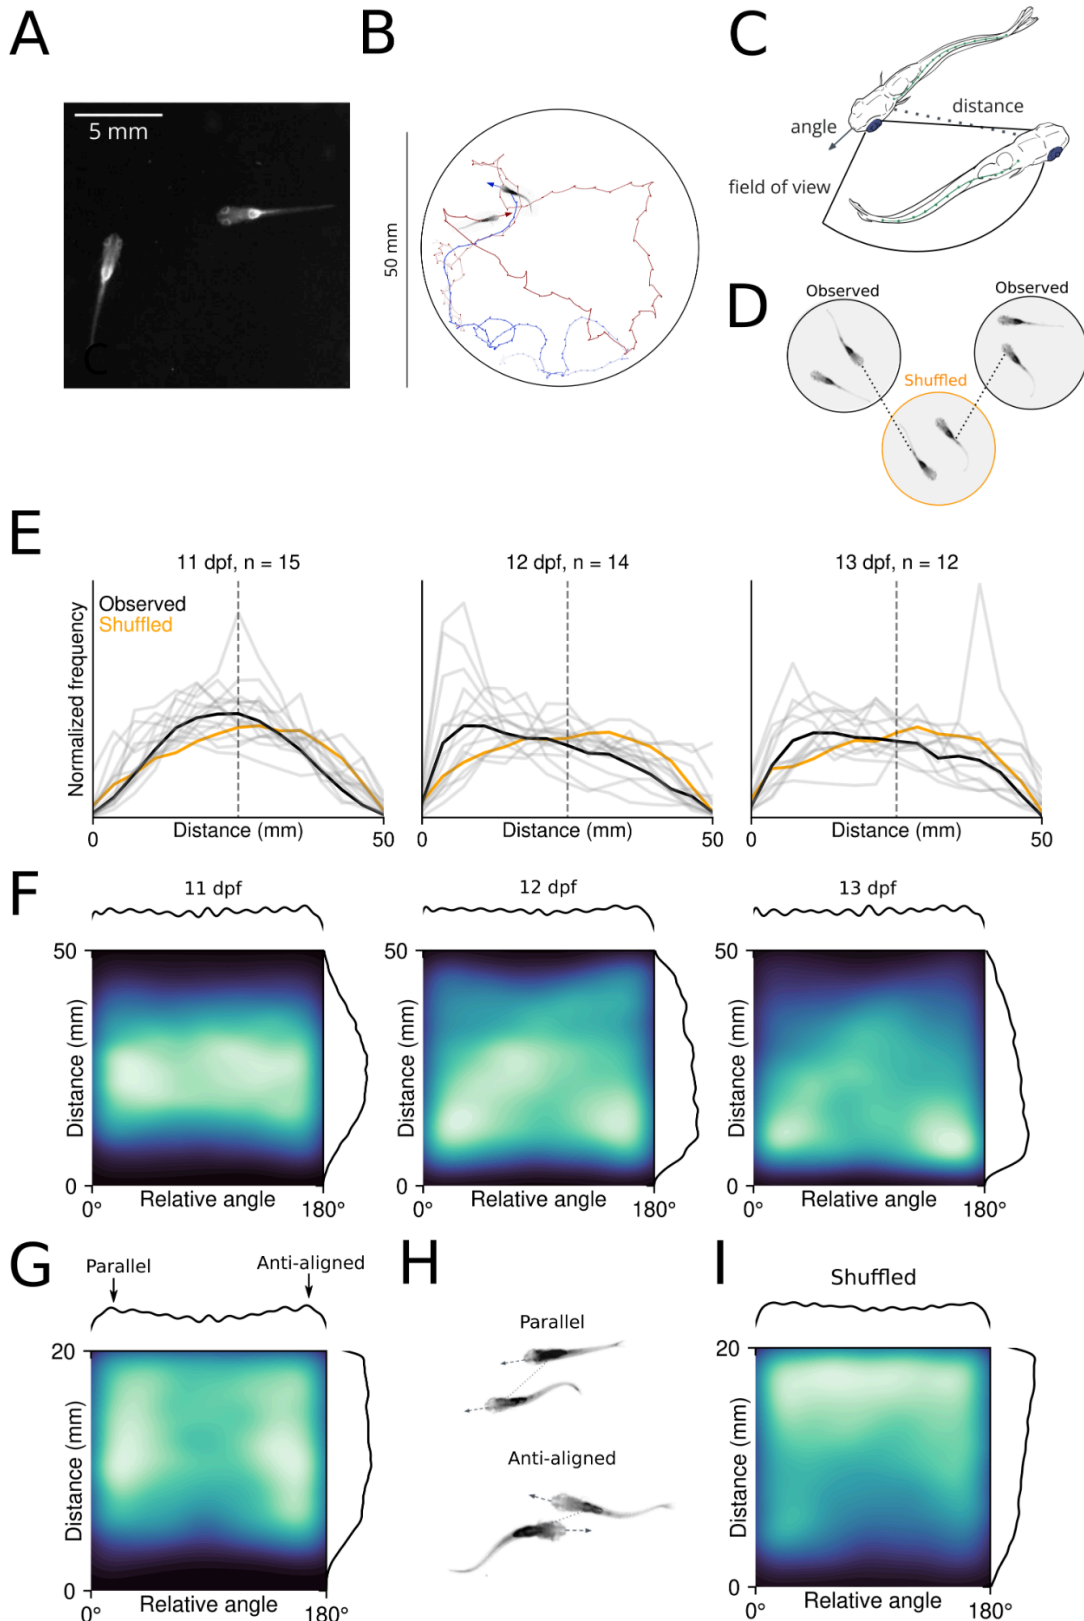 A
B
C
5 mm
C
50 mm
distance
angle
field of view
D
Observed
Observed
Shuffled
E
11 dpf, n = 15
12 dpf, n = 14
13 dpf, n = 12
Normalized frequency
Observed
Shuffled
0
Distance (mm)
50
0
Distance (mm)
50
0
Distance (mm)
50
F
11 dpf
12 dpf
13 dpf
50
Distance (mm)
0
0°
Relative angle
180°
50
Distance (mm)
0
0°
Relative angle
180°
50
Distance (mm)
0
0°
Relative angle
180°
G
Parallel
Anti-aligned
20
Distance (mm)
0
0°
Relative angle
180°
H
Parallel
Anti-aligned
I
Shuffled
20
Distance (mm)
0
0°
Relative angle
180°